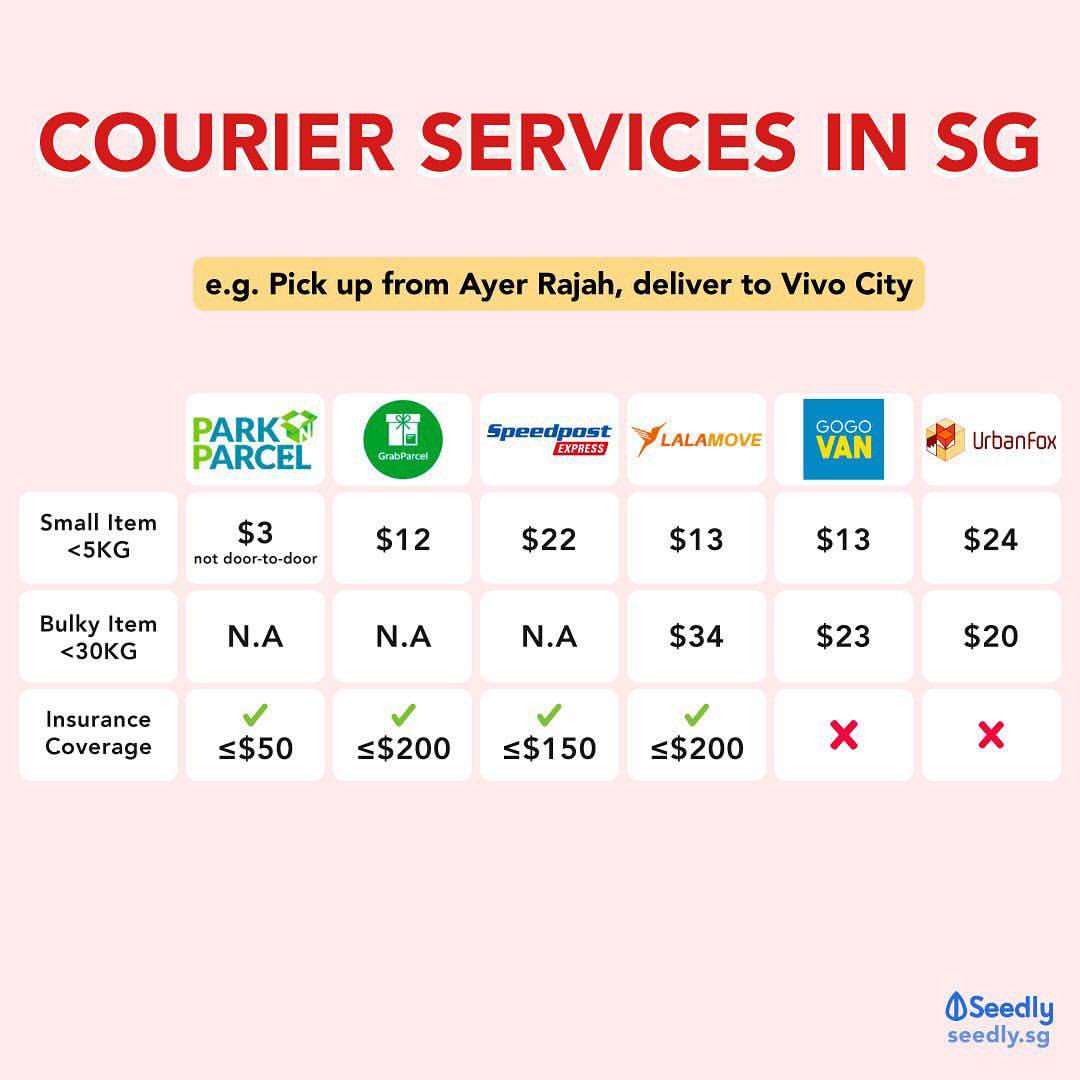 COURIER SERVICES IN SG
e.g. Pick up from Ayer Rajah, deliver to Vivo City
PARK N PARCEL
GrabParcel
Speedpost EXPRESS
LALAMOVE
GOGO VAN
UrbanFox
Small Item <5KG
$3 not door-to-door
$12
$22
$13
$13
$24
Bulky Item <30KG
N.A
N.A
N.A
$34
$23
$20
Insurance Coverage
≤$50
≤$200
≤$150
≤$200
Seedly
seedly.sg